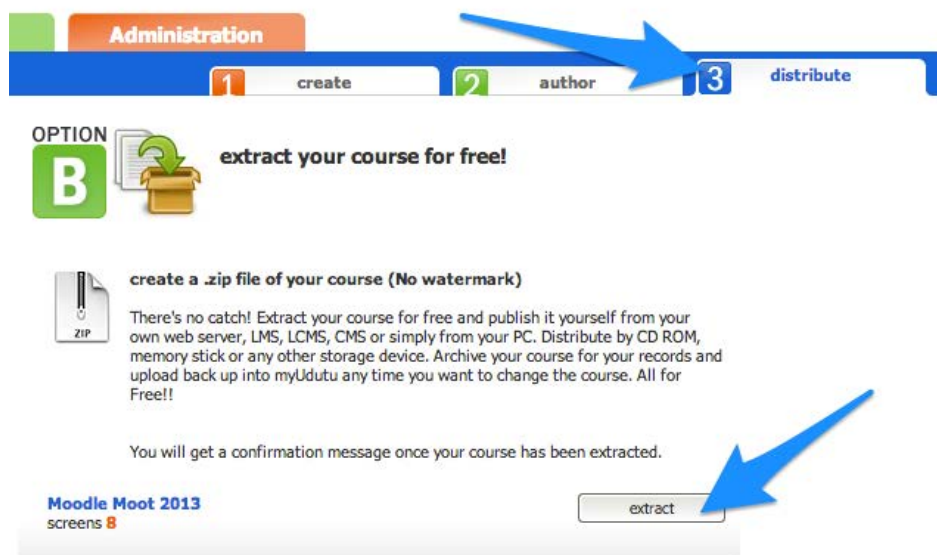 Administration
1 create 2 author 3 distribute
OPTION
B
extract your course for free!
create a .zip file of your course (No watermark)
ZIP
There's no catch! Extract your course for free and publish it yourself from your
own web server, LMS, LCMS, CMS or simply from your PC. Distribute by CD ROM,
memory stick or any other storage device. Archive your course for your records and
upload back up into myUdutu any time you want to change the course. All for
Free!!
You will get a confirmation message once your course has been extracted.
Moodle Moot 2013
screens 8
extract